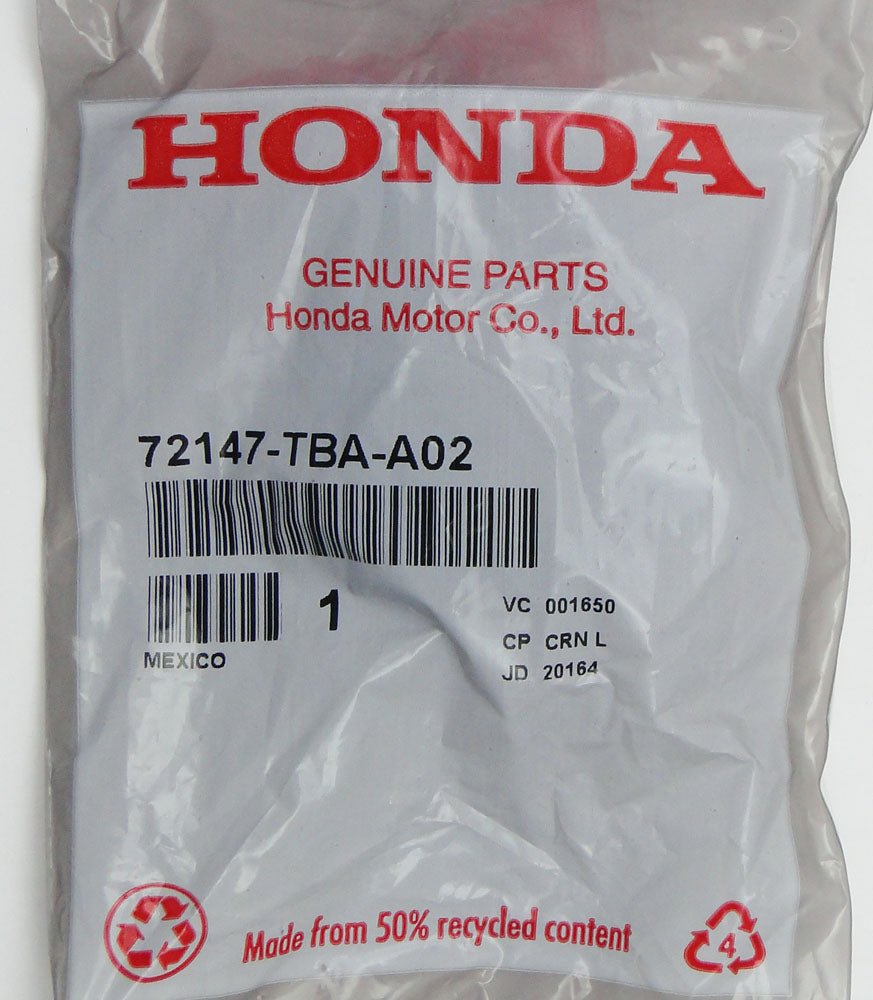 HONDA
GENUINE PARTS
Honda Motor Co., Ltd.
72147-TBA-A02
1
MEXICO
VC 001650
CP CRN L
JD 20164
Made from 50% recycled content
4